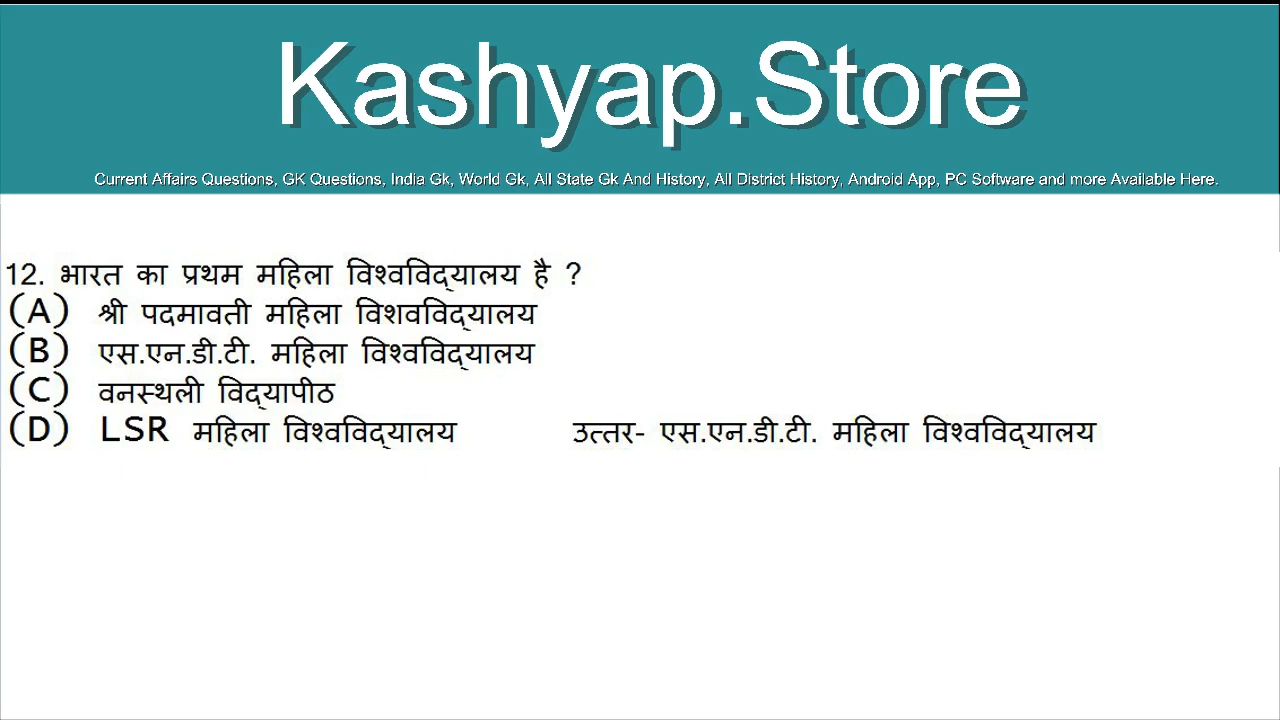 Kashyap.Store
Current Affairs Questions, GK Questions, India Gk, World Gk, All State Gk And History, All District History, Android App, PC Software and more Available Here.
12. भारत का प्रथम महिला विश्वविद्यालय है ?
(A) श्री पदमावती महिला विशवविद्यालय
(B) एस.एन.डी.टी. महिला विश्वविद्यालय
(C) वनस्थली विद्यापीठ
(D) LSR महिला विश्वविद्यालय उत्तर- एस.एन.डी.टी. महिला विश्वविद्यालय